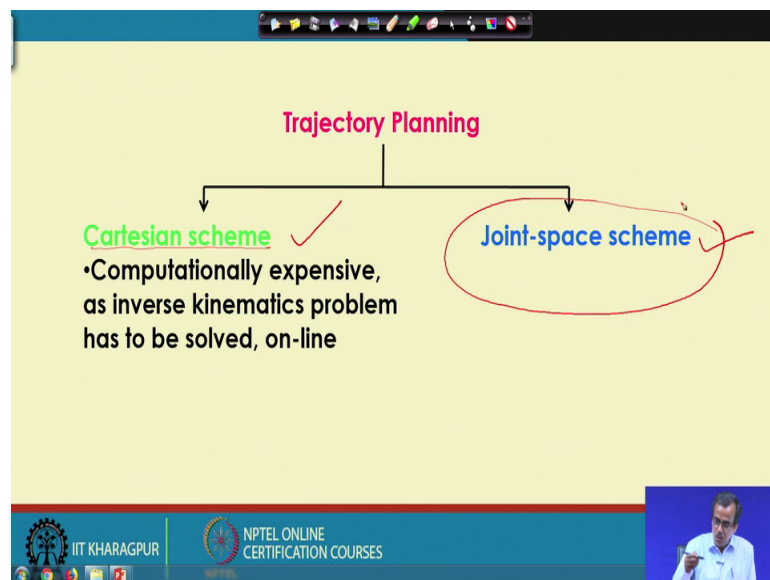 Trajectory Planning
Cartesian scheme
•Computationally expensive,
as inverse kinematics problem
has to be solved, on-line
Joint-space scheme
IIT KHARAGPUR
NPTEL ONLINE
CERTIFICATION COURSES